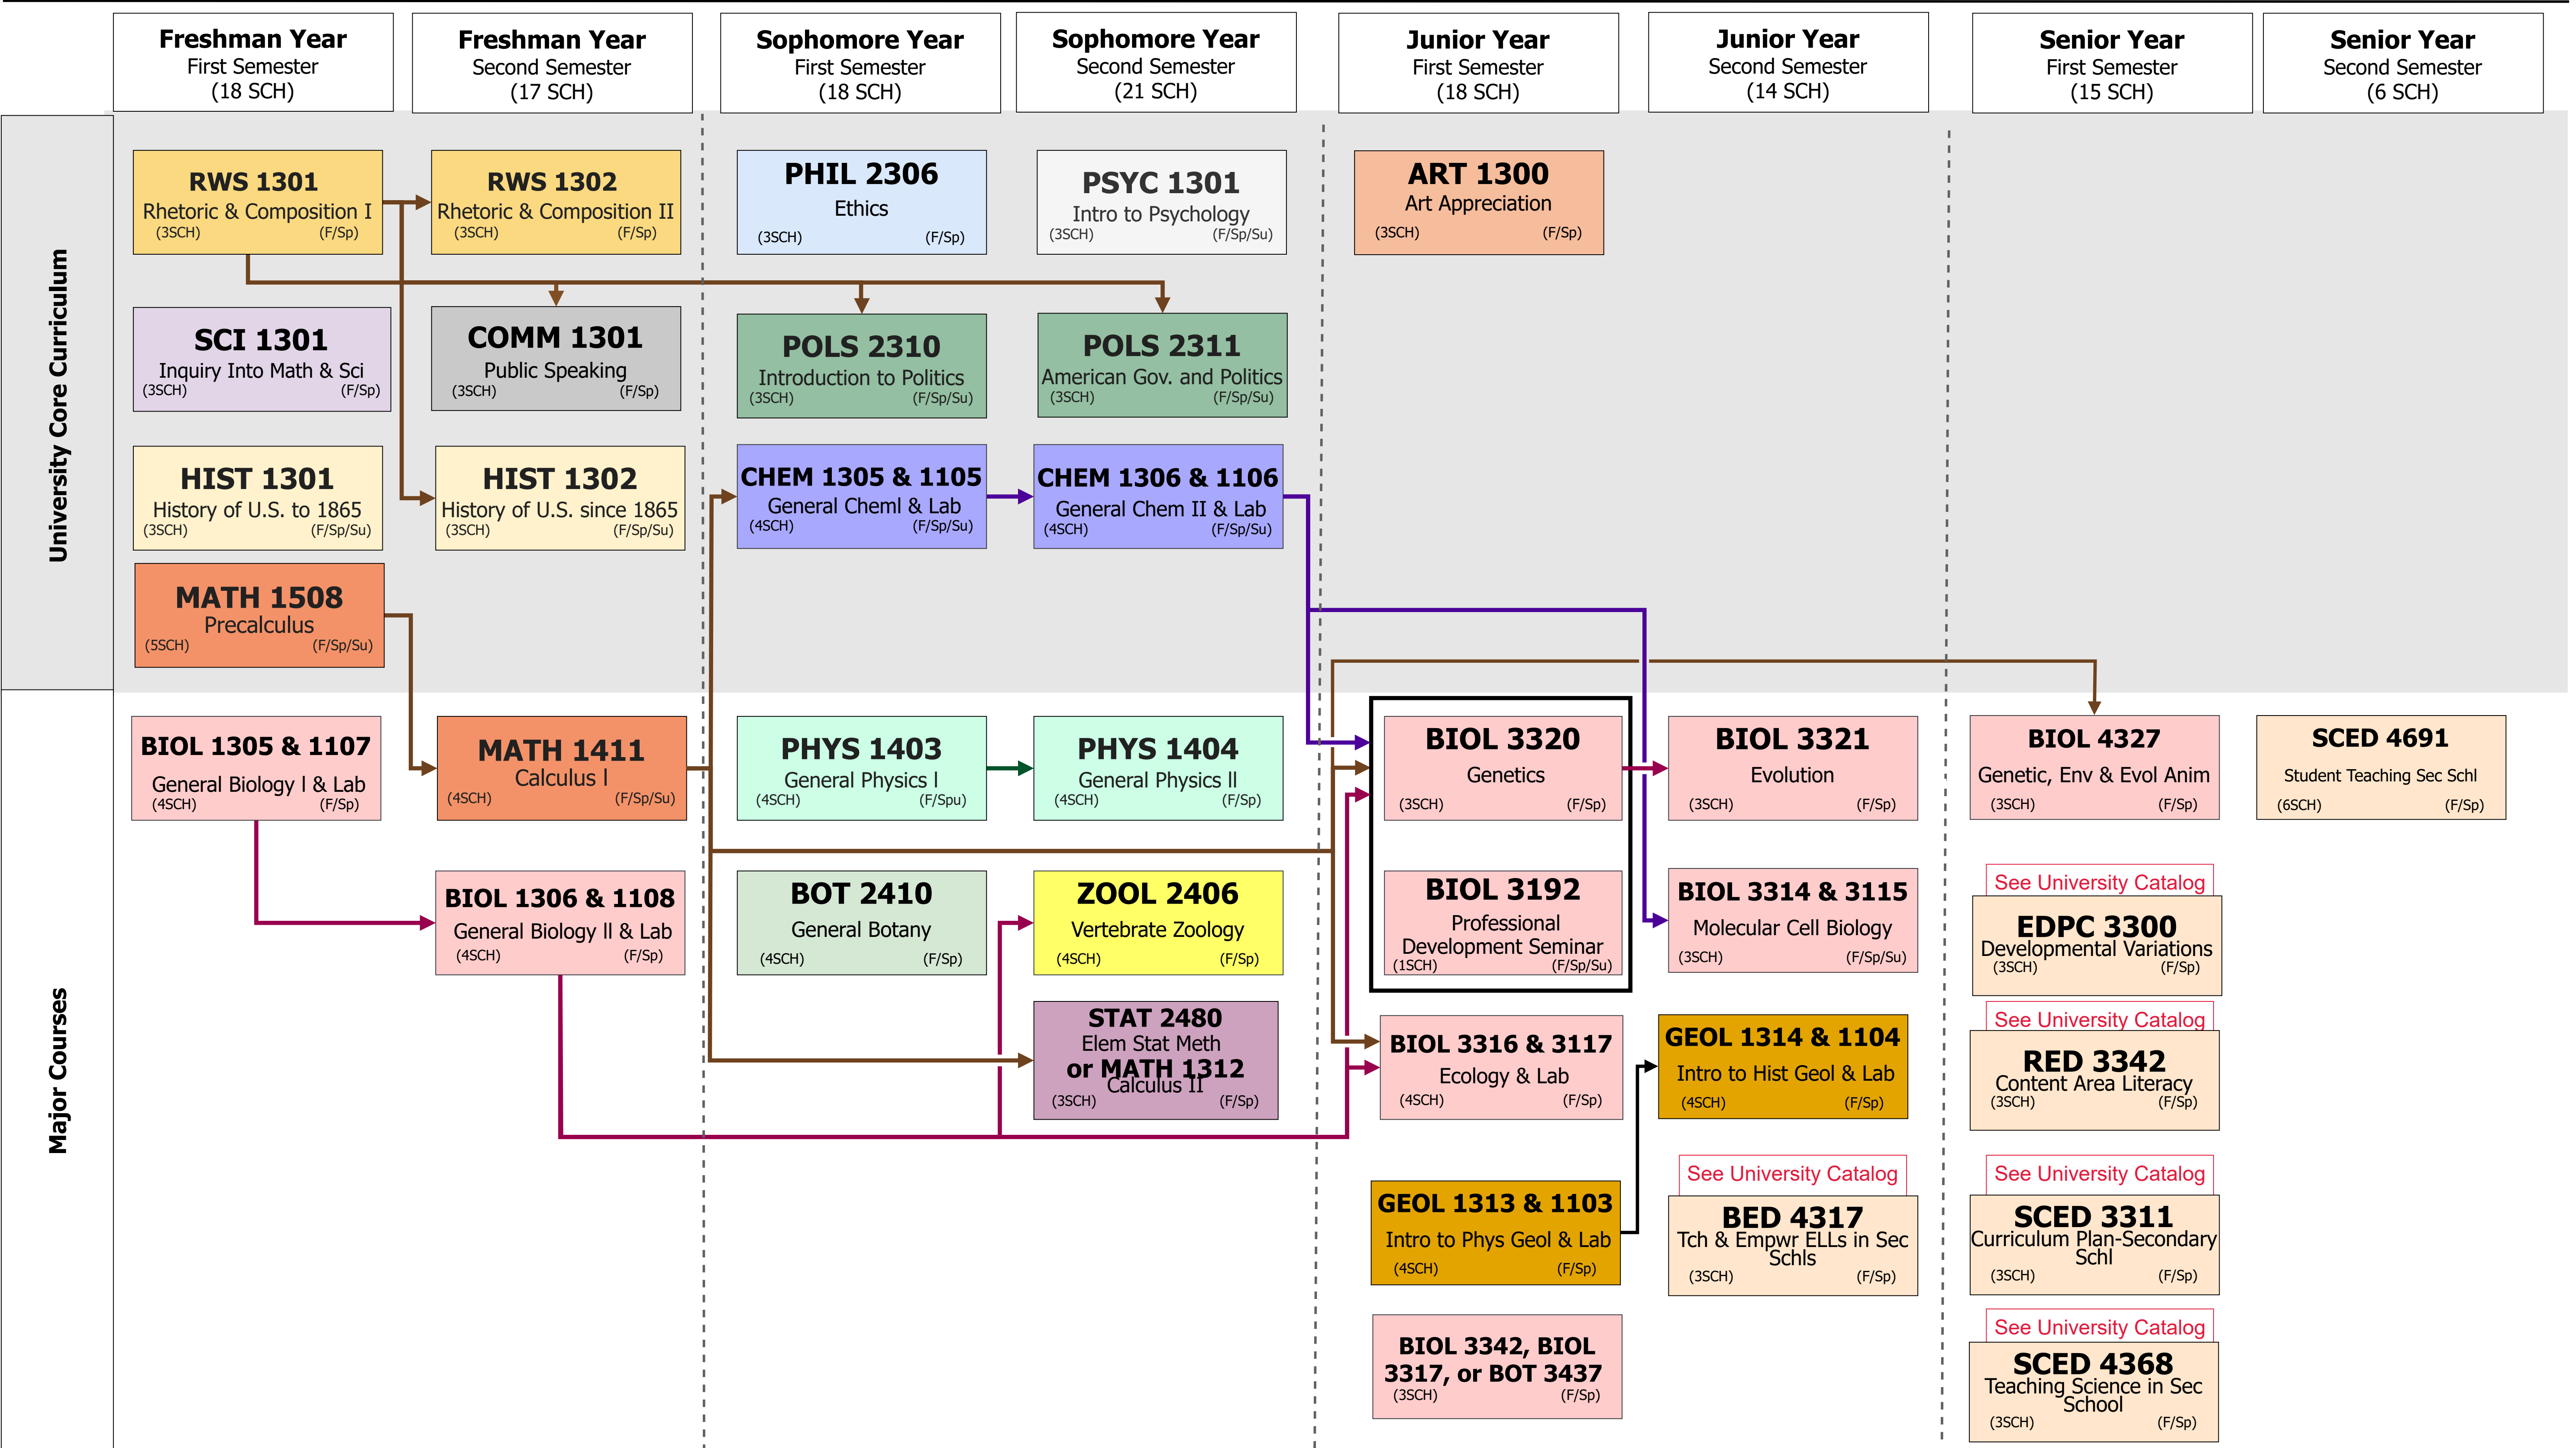 Freshman Year
First Semester
(18 SCH)
Freshman Year
Second Semester
(17 SCH)
Sophomore Year
First Semester
(18 SCH)
Sophomore Year
Second Semester
(21 SCH)
Junior Year
First Semester
(18 SCH)
Junior Year
Second Semester
(14 SCH)
Senior Year
First Semester
(15 SCH)
Senior Year
Second Semester
(6 SCH)
University Core Curriculum
RWS 1301
Rhetoric & Composition I
(3SCH) (F/Sp)
RWS 1302
Rhetoric & Composition II
(3SCH) (F/Sp)
PHIL 2306
Ethics
(3SCH) (F/Sp)
PSYC 1301
Intro to Psychology
(3SCH) (F/Sp/Su)
ART 1300
Art Appreciation
(3SCH) (F/Sp)
SCI 1301
Inquiry Into Math & Sci
(3SCH) (F/Sp)
COMM 1301
Public Speaking
(3SCH) (F/Sp)
POLS 2310
Introduction to Politics
(3SCH) (F/Sp/Su)
POLS 2311
American Gov. and Politics
(3SCH) (F/Sp/Su)
HIST 1301
History of U.S. to 1865
(3SCH) (F/Sp/Su)
HIST 1302
History of U.S. since 1865
(3SCH) (F/Sp/Su)
CHEM 1305 & 1105
General Cheml & Lab
(4SCH) (F/Sp/Su)
CHEM 1306 & 1106
General Chem II & Lab
(4SCH) (F/Sp/Su)
MATH 1508
Precalculus
(5SCH) (F/Sp/Su)
Major Courses
BIOL 1305 & 1107
General Biology l & Lab
(4SCH) (F/Sp)
MATH 1411
Calculus l
(4SCH) (F/Sp/Su)
PHYS 1403
General Physics l
(4SCH) (F/Spu)
PHYS 1404
General Physics ll
(4SCH) (F/Sp)
BIOL 3320
Genetics
(3SCH) (F/Sp)
BIOL 3321
Evolution
(3SCH) (F/Sp)
BIOL 4327
Genetic, Env & Evol Anim
(3SCH) (F/Sp)
SCED 4691
Student Teaching Sec Schl
(6SCH) (F/Sp)
BIOL 1306 & 1108
General Biology ll & Lab
(4SCH) (F/Sp)
BOT 2410
General Botany
(4SCH) (F/Sp)
ZOOL 2406
Vertebrate Zoology
(4SCH) (F/Sp)
BIOL 3192
Professional
Development Seminar
(1SCH) (F/Sp/Su)
BIOL 3314 & 3115
Molecular Cell Biology
(3SCH) (F/Sp/Su)
See University Catalog
EDPC 3300
Developmental Variations
(3SCH) (F/Sp)
STAT 2480
Elem Stat Meth
or MATH 1312
Calculus II
(3SCH) (F/Sp)
BIOL 3316 & 3117
Ecology & Lab
(4SCH) (F/Sp)
GEOL 1314 & 1104
Intro to Hist Geol & Lab
(4SCH) (F/Sp)
See University Catalog
RED 3342
Content Area Literacy
(3SCH) (F/Sp)
GEOL 1313 & 1103
Intro to Phys Geol & Lab
(4SCH) (F/Sp)
See University Catalog
BED 4317
Tch & Empwr ELLs in Sec
Schls
(3SCH) (F/Sp)
See University Catalog
SCED 3311
Curriculum Plan-Secondary
Schl
(3SCH) (F/Sp)
BIOL 3342, BIOL
3317, or BOT 3437
(3SCH) (F/Sp)
See University Catalog
SCED 4368
Teaching Science in Sec
School
(3SCH) (F/Sp)